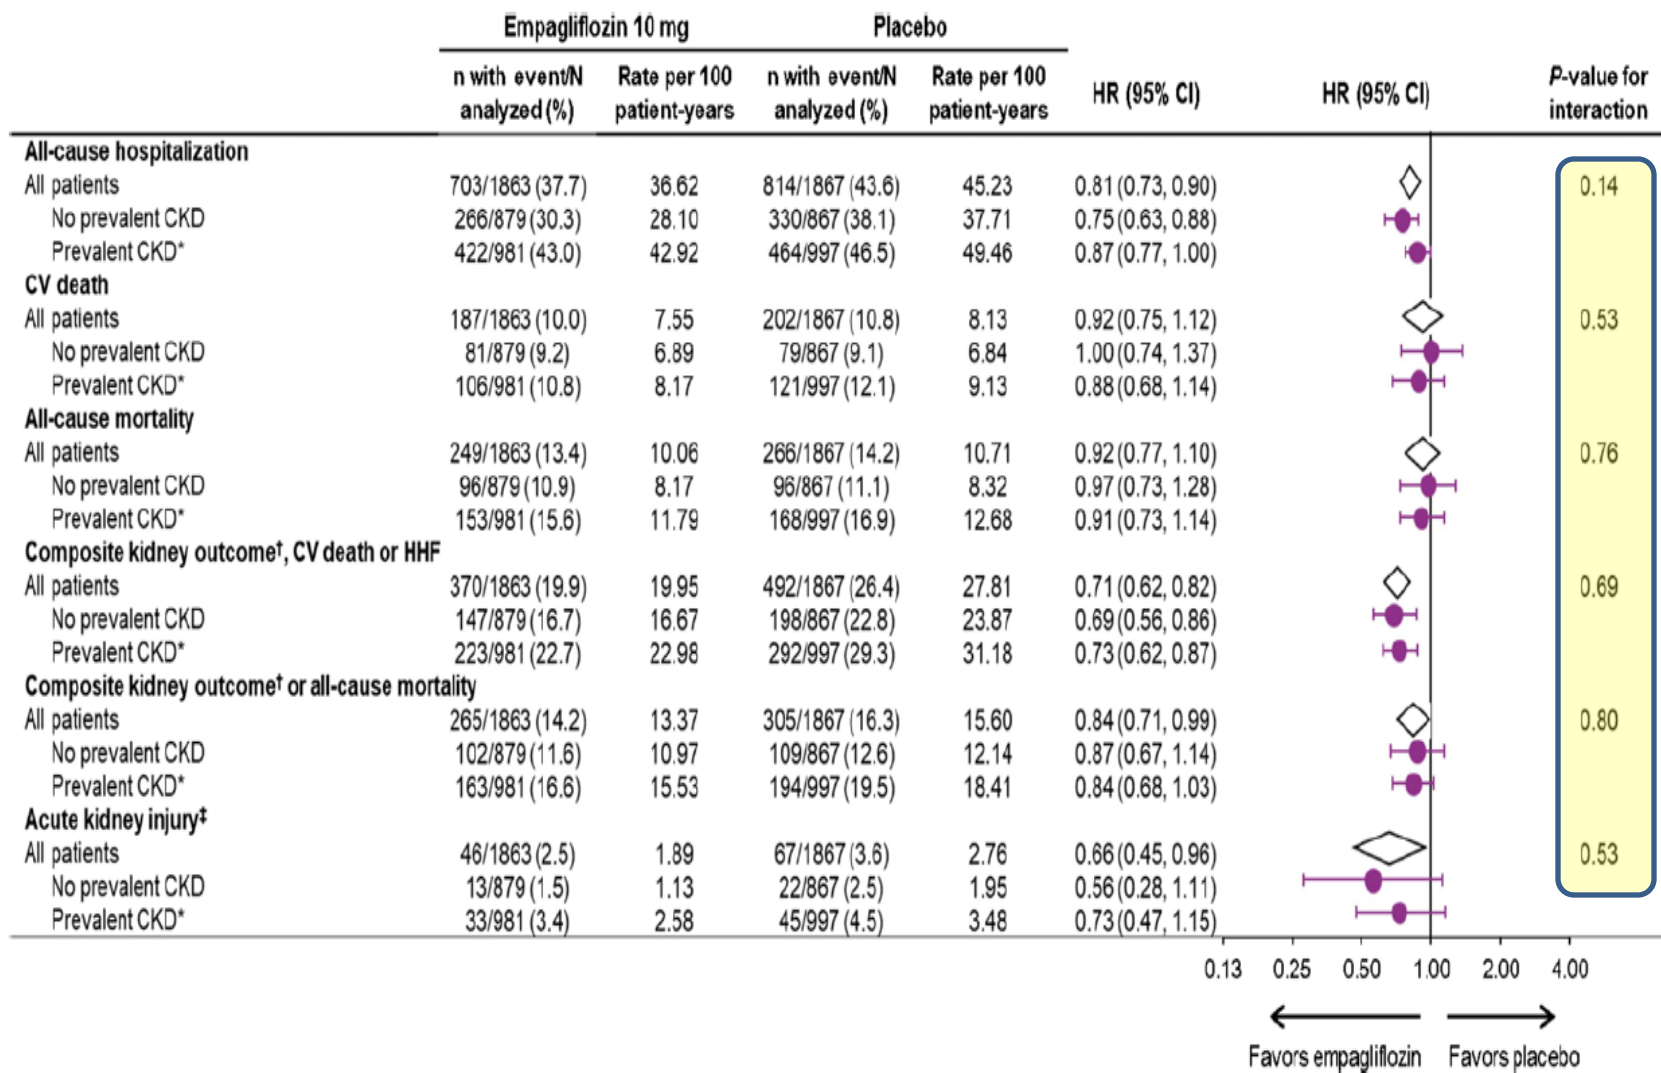 Empagliflozin 10 mg Placebo
n with event/N analyzed (%) Rate per 100 patient-years n with event/N analyzed (%) Rate per 100 patient-years HR (95% CI) HR (95% CI) P-value for interaction
All-cause hospitalization
All patients 703/1863 (37.7) 36.62 814/1867 (43.6) 45.23 0.81 (0.73, 0.90) 0.14
No prevalent CKD 266/879 (30.3) 28.10 330/867 (38.1) 37.71 0.75 (0.63, 0.88)
Prevalent CKD* 422/981 (43.0) 42.92 464/997 (46.5) 49.46 0.87 (0.77, 1.00)
CV death
All patients 187/1863 (10.0) 7.55 202/1867 (10.8) 8.13 0.92 (0.75, 1.12) 0.53
No prevalent CKD 81/879 (9.2) 6.89 79/867 (9.1) 6.84 1.00 (0.74, 1.37)
Prevalent CKD* 106/981 (10.8) 8.17 121/997 (12.1) 9.13 0.88 (0.68, 1.14)
All-cause mortality
All patients 249/1863 (13.4) 10.06 266/1867 (14.2) 10.71 0.92 (0.77, 1.10) 0.76
No prevalent CKD 96/879 (10.9) 8.17 96/867 (11.1) 8.32 0.97 (0.73, 1.28)
Prevalent CKD* 153/981 (15.6) 11.79 168/997 (16.9) 12.68 0.91 (0.73, 1.14)
Composite kidney outcome†, CV death or HHF
All patients 370/1863 (19.9) 19.95 492/1867 (26.4) 27.81 0.71 (0.62, 0.82) 0.69
No prevalent CKD 147/879 (16.7) 16.67 198/867 (22.8) 23.87 0.69 (0.56, 0.86)
Prevalent CKD* 223/981 (22.7) 22.98 292/997 (29.3) 31.18 0.73 (0.62, 0.87)
Composite kidney outcome† or all-cause mortality
All patients 265/1863 (14.2) 13.37 305/1867 (16.3) 15.60 0.84 (0.71, 0.99) 0.80
No prevalent CKD 102/879 (11.6) 10.97 109/867 (12.6) 12.14 0.87 (0.67, 1.14)
Prevalent CKD* 163/981 (16.6) 15.53 194/997 (19.5) 18.41 0.84 (0.68, 1.03)
Acute kidney injury‡
All patients 46/1863 (2.5) 1.89 67/1867 (3.6) 2.76 0.66 (0.45, 0.96) 0.53
No prevalent CKD 13/879 (1.5) 1.13 22/867 (2.5) 1.95 0.56 (0.28, 1.11)
Prevalent CKD* 33/981 (3.4) 2.58 45/997 (4.5) 3.48 0.73 (0.47, 1.15)
0.13 0.25 0.50 1.00 2.00 4.00
Favors empagliflozin Favors placebo